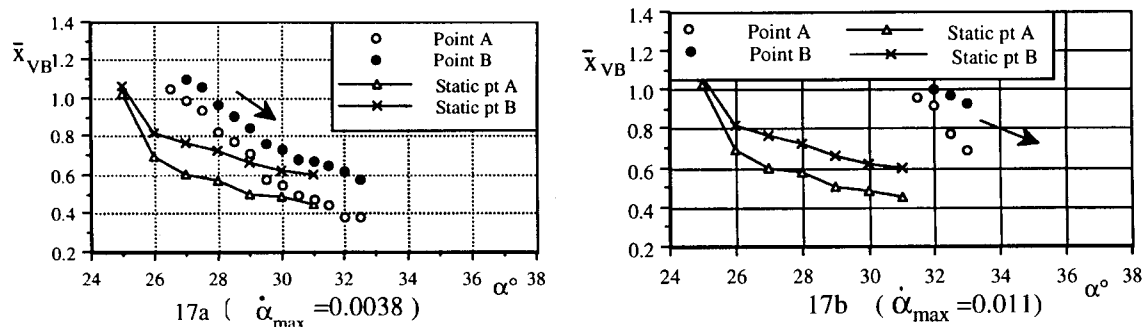 x̄VB
1.4
1.2
1.0
0.8
0.6
0.4
0.2
24 26 28 30 32 34 36 38
α°
Point A
Point B
Static pt A
Static pt B
17a ( α̇max =0.0038)
x̄VB
1.4
1.2
1.0
0.8
0.6
0.4
0.2
24 26 28 30 32 34 36 38
α°
Point A
Static pt A
Point B
Static pt B
17b (α̇max =0.011)